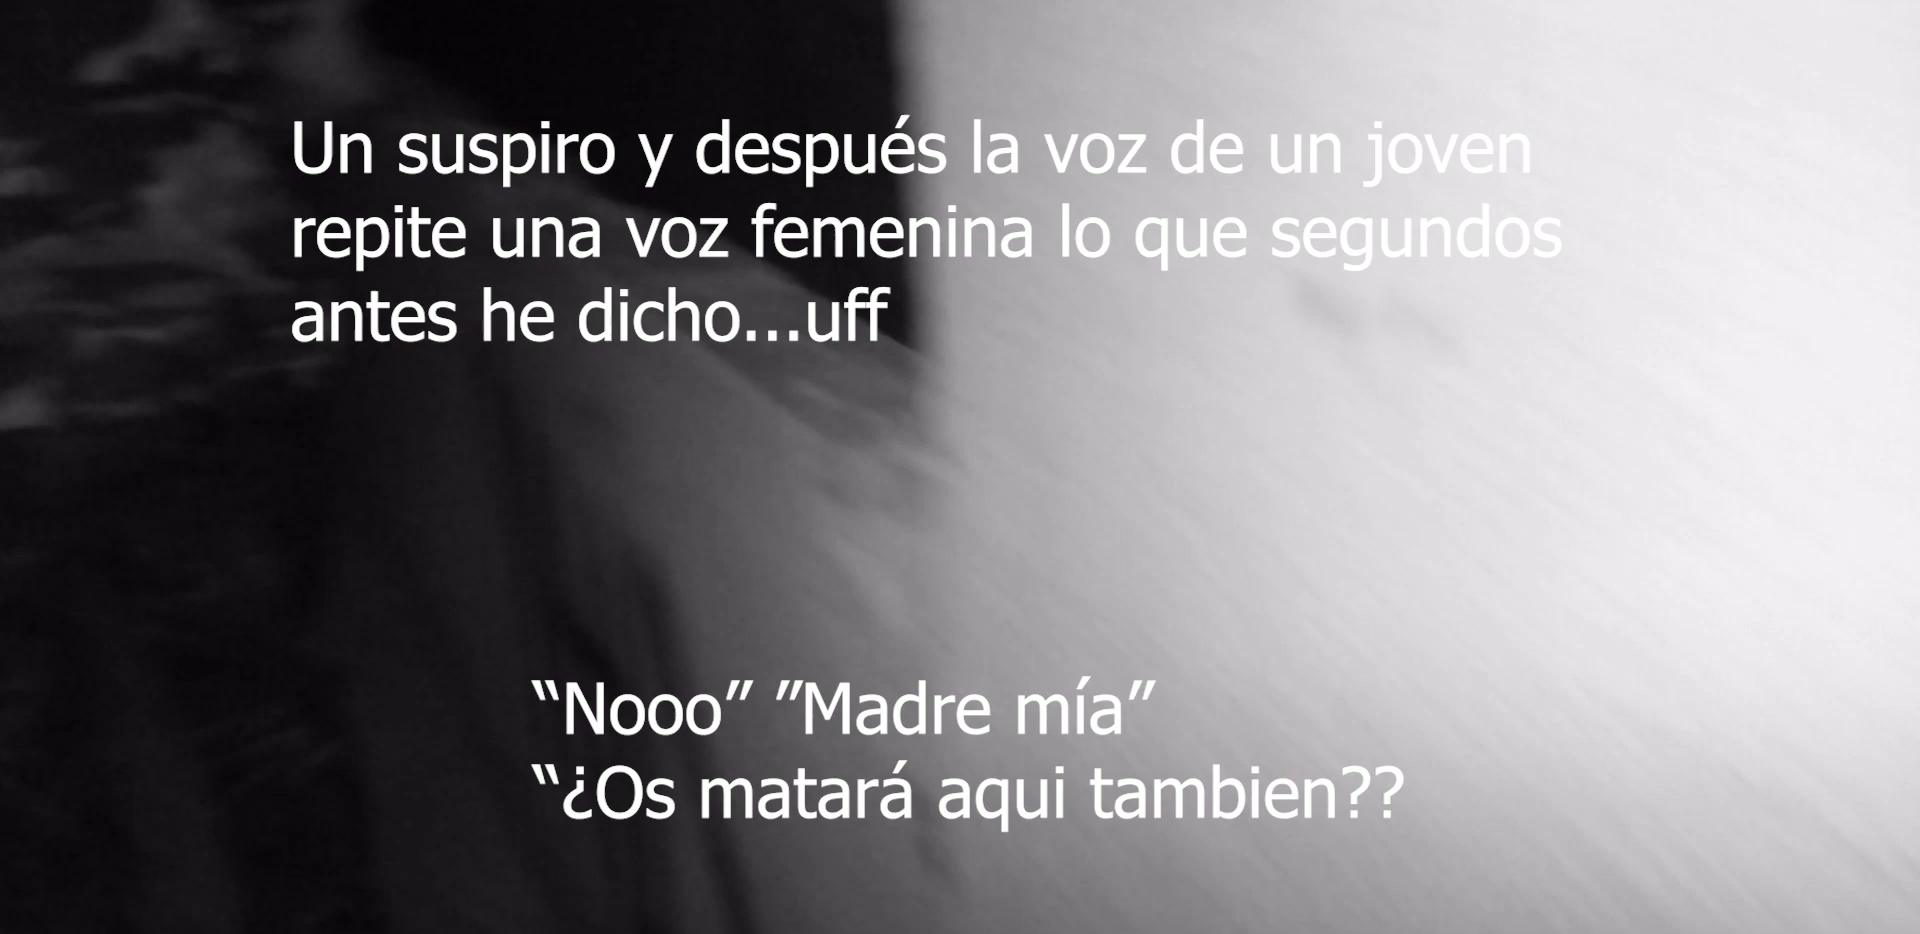 Un suspiro y después la voz de un joven
repite una voz femenina lo que segundos
antes he dicho...uff
“Nooo” ”Madre mía”
“¿Os matará aqui tambien??